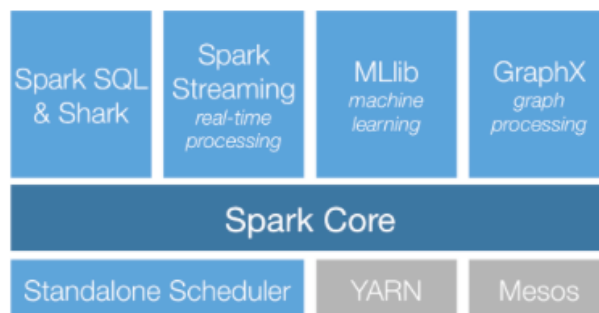 Spark SQL
& Shark
Spark
Streaming
real-time
processing
MLlib
machine
learning
GraphX
graph
processing
Spark Core
Standalone Scheduler
YARN
Mesos